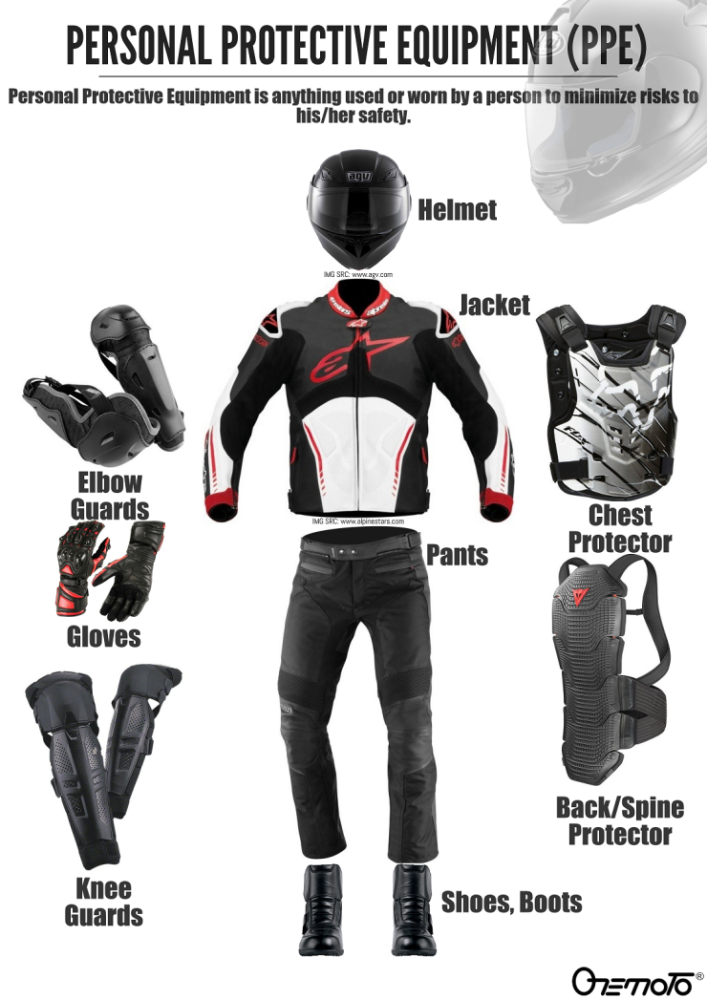 PERSONAL PROTECTIVE EQUIPMENT (PPE)
Personal Protective Equipment is anything used or worn by a person to minimize risks to
his/her safety.
agv
Helmet
IMG SRC: www.agv.com
Jacket
Elbow
Guards
IMG SRC: www.alpinestars.com
Chest
Protector
Pants
Gloves
Back/Spine
Protector
Knee
Guards
Shoes, Boots
OneMoTo®